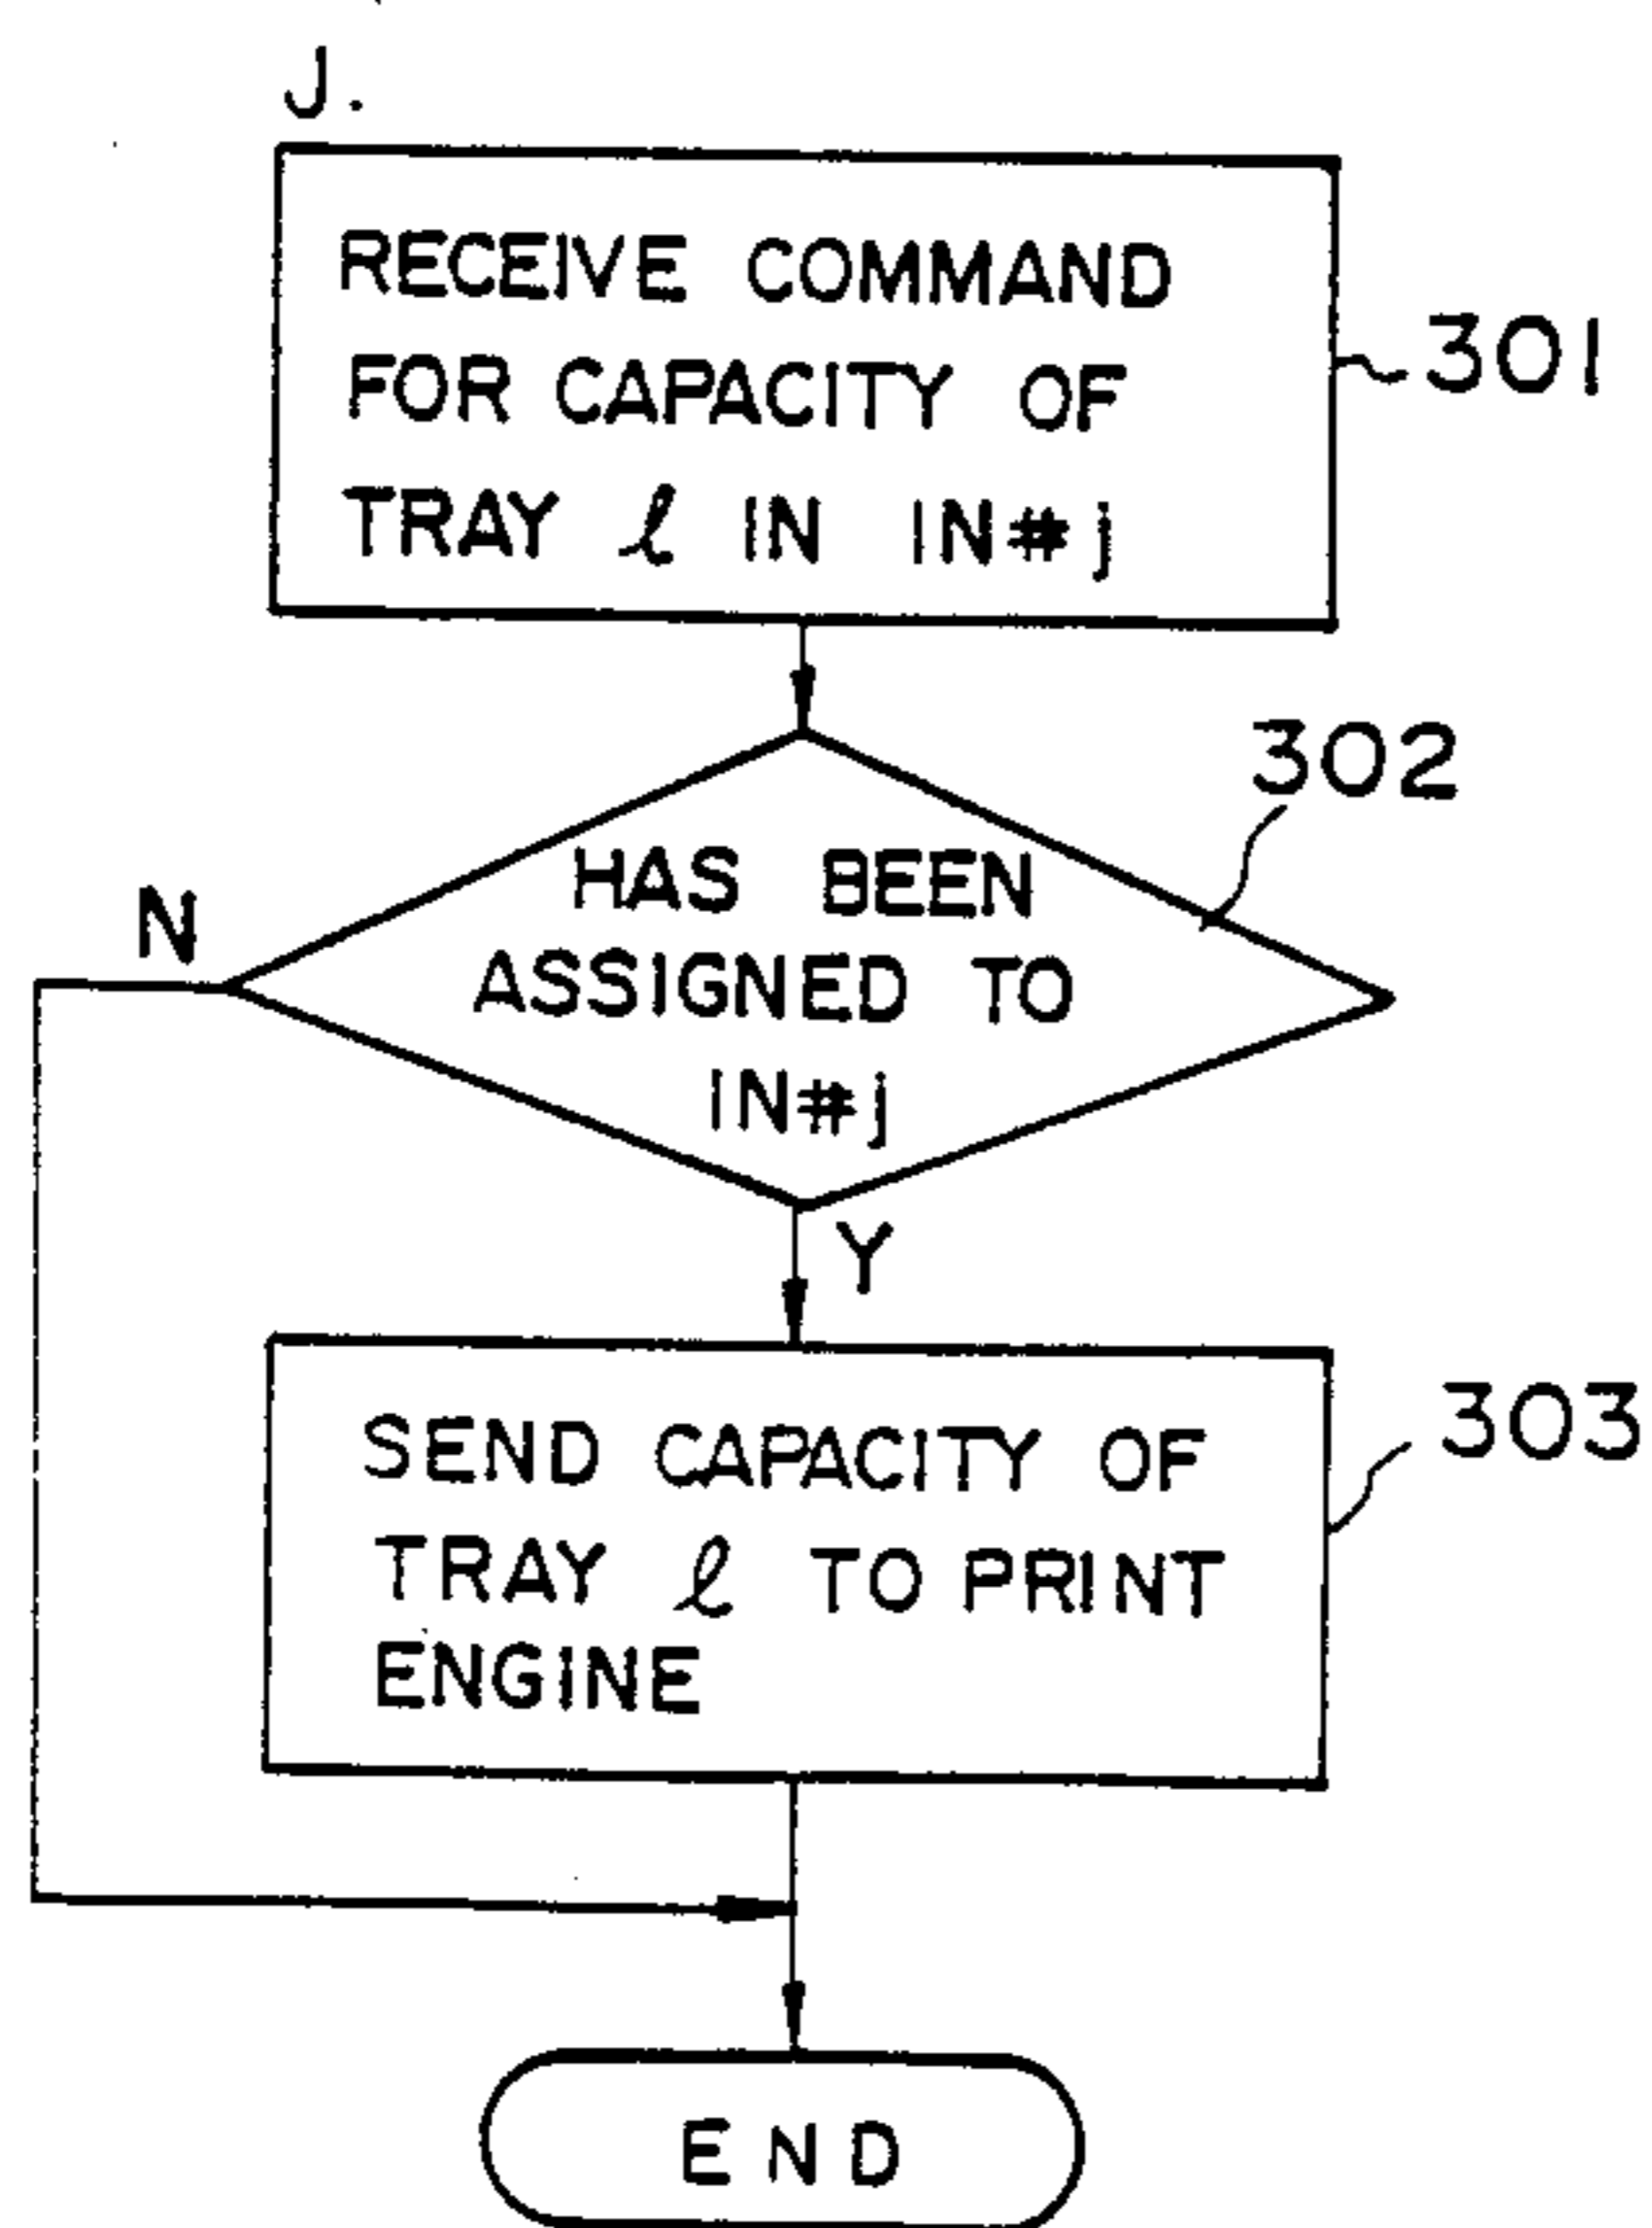 J.
RECEIVE COMMAND
FOR CAPACITY OF
TRAY ℓ IN IN#j
301
302
HAS BEEN
ASSIGNED TO
IN#j
N
Y
SEND CAPACITY OF
TRAY ℓ TO PRINT
ENGINE
303
END